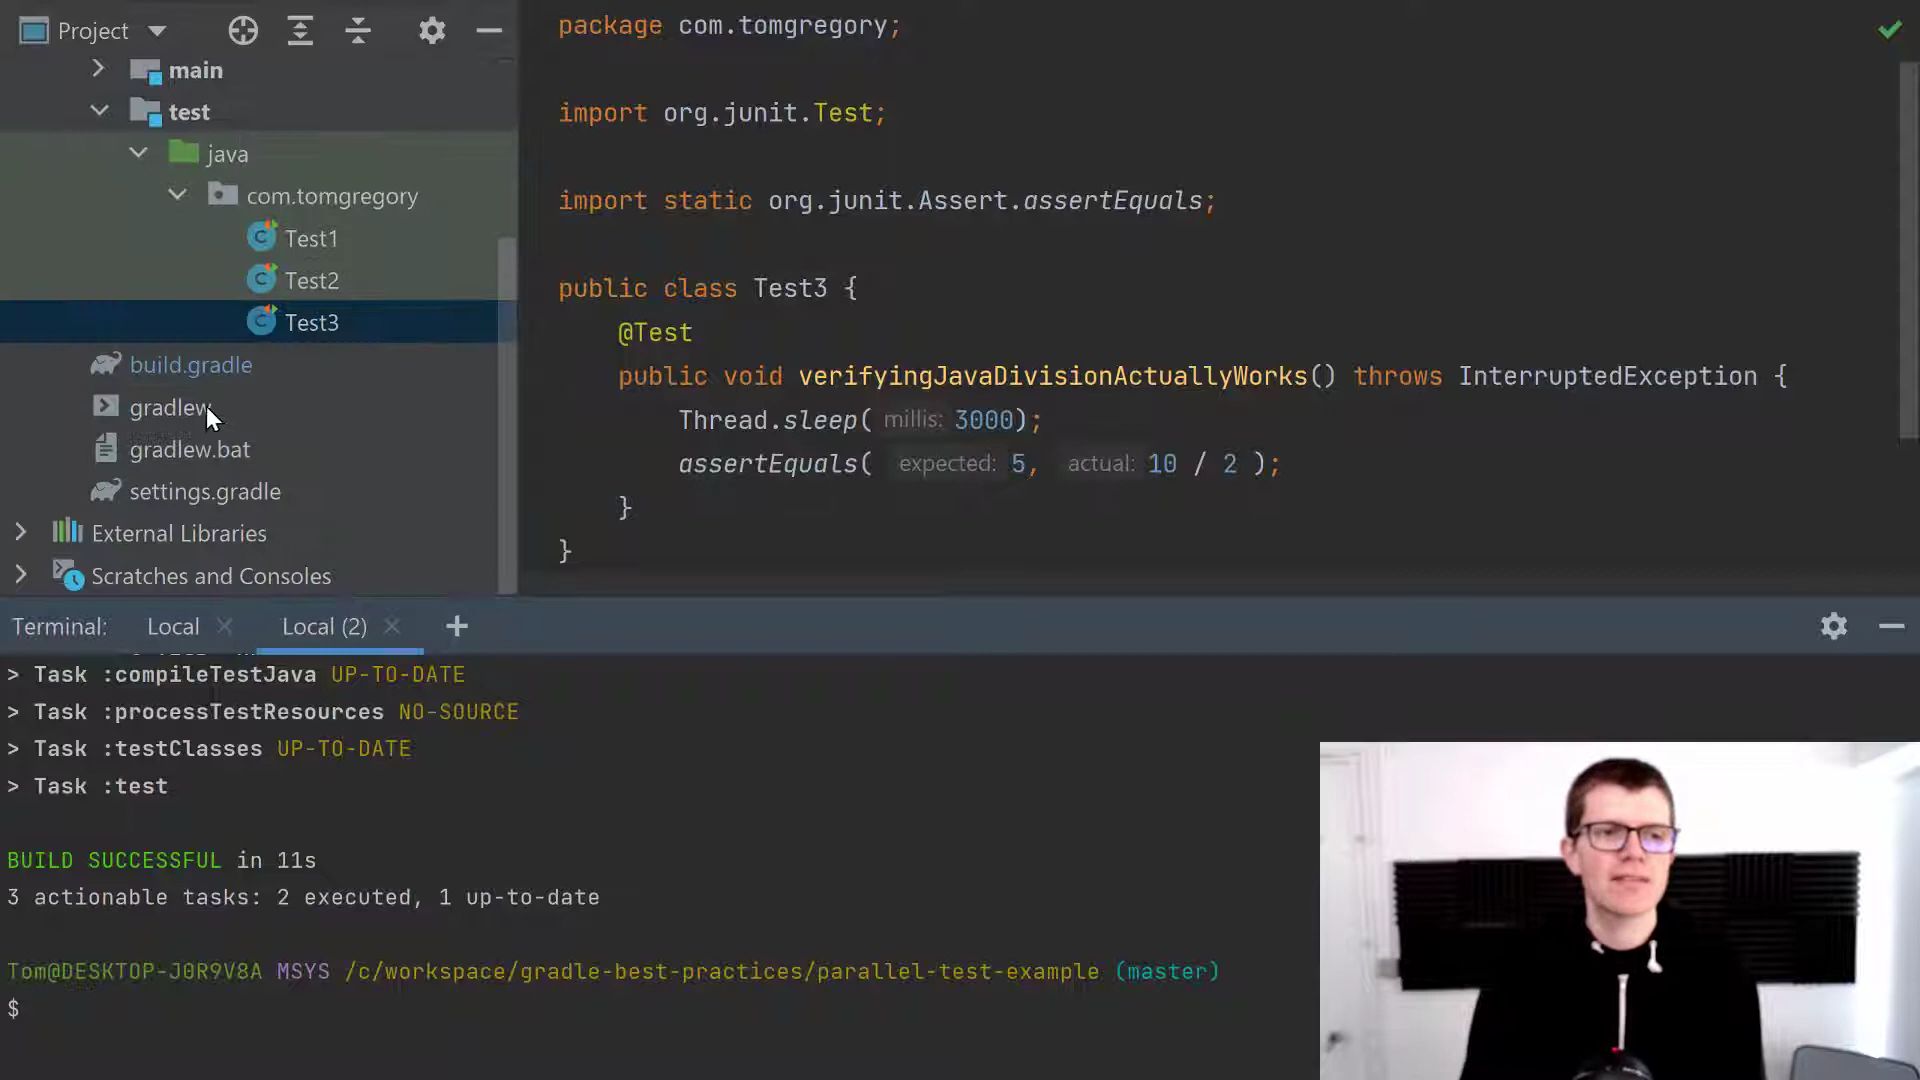 Project
main
test
java
com.tomgregory
Test1
Test2
Test3
build.gradle
gradlew
gradlew.bat
settings.gradle
External Libraries
Scratches and Consoles
package com.tomgregory;
import org.junit.Test;
import static org.junit.Assert.assertEquals;
public class Test3 {
@Test
public void verifyingJavaDivisionActuallyWorks() throws InterruptedException {
Thread.sleep( millis: 3000);
assertEquals( expected: 5, actual: 10 / 2 );
}
}
Terminal: Local Local (2)
> Task :compileTestJava UP-TO-DATE
> Task :processTestResources NO-SOURCE
> Task :testClasses UP-TO-DATE
> Task :test
BUILD SUCCESSFUL in 11s
3 actionable tasks: 2 executed, 1 up-to-date
Tom@DESKTOP-J0R9V8A MSYS /c/workspace/gradle-best-practices/parallel-test-example (master)
$